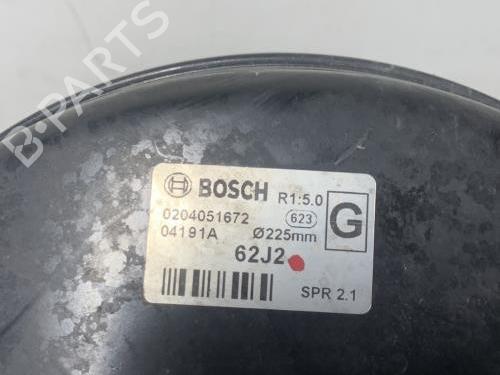 B-PARTS
BOSCH R1:5.0
0204051672 623
04191A Ø225mm G
62J2
SPR 2.1